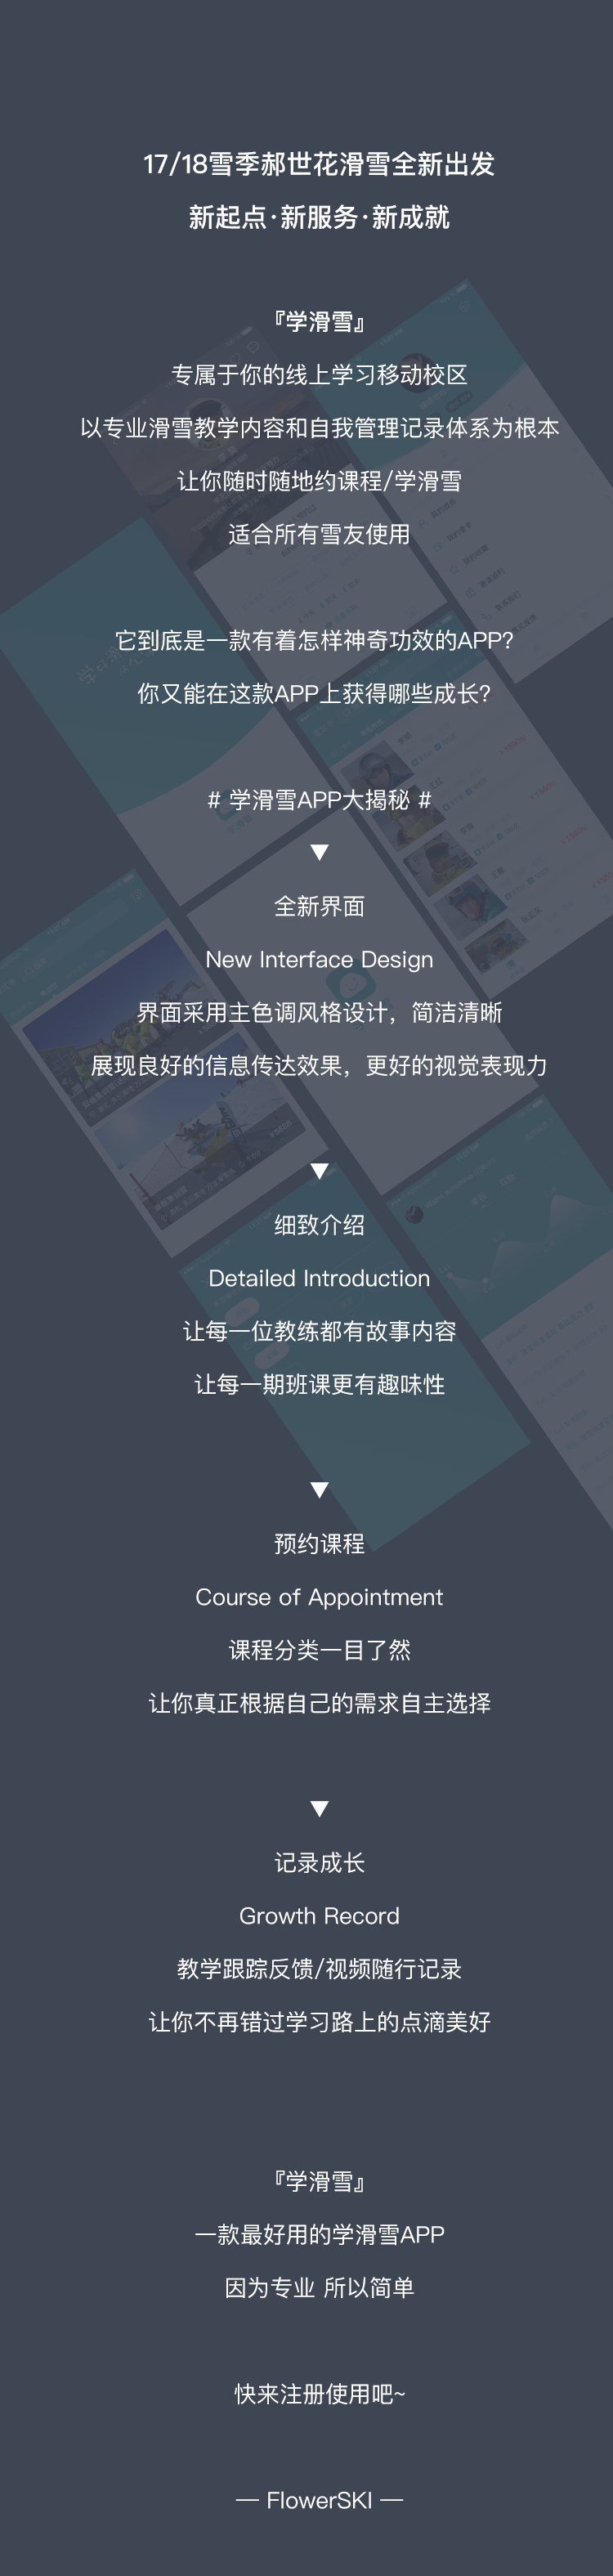 17/18雪季郝世花滑雪全新出发
新起点·新服务·新成就
『学滑雪』
专属于你的线上学习移动校区
以专业滑雪教学内容和自我管理记录体系为根本
让你随时随地约课程/学滑雪
适合所有雪友使用
它到底是一款有着怎样神奇功效的APP？
你又能在这款APP上获得哪些成长？
# 学滑雪APP大揭秘 #
▼
全新界面
New Interface Design
界面采用主色调风格设计，简洁清晰
展现良好的信息传达效果，更好的视觉表现力
▼
细致介绍
Detailed Introduction
让每一位教练都有故事内容
让每一期班课更有趣味性
▼
预约课程
Course of Appointment
课程分类一目了然
让你真正根据自己的需求自主选择
▼
记录成长
Growth Record
教学跟踪反馈/视频随行记录
让你不再错过学习路上的点滴美好
『学滑雪』
一款最好用的学滑雪APP
因为专业 所以简单
快来注册使用吧~
— FlowerSKI —